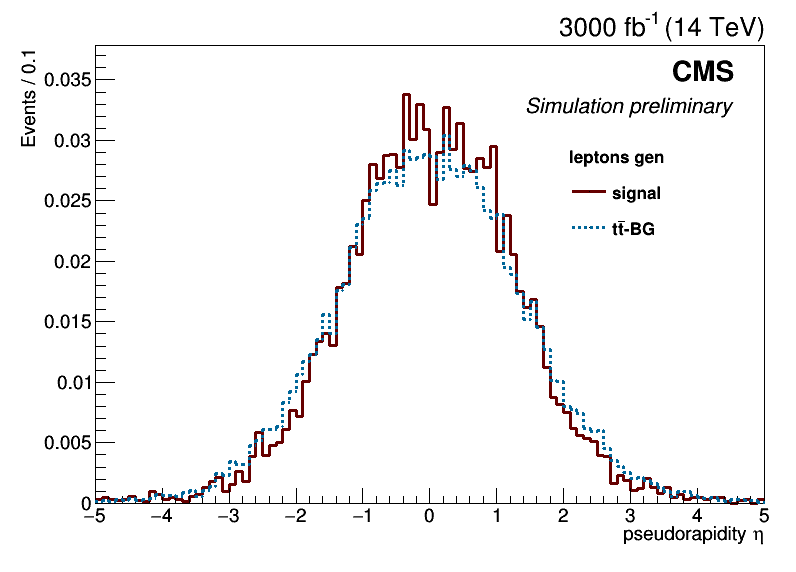 3000 fb⁻¹ (14 TeV)
CMS
Simulation preliminary
leptons gen
signal
tt̄-BG
Events / 0.1
0.035
0.03
0.025
0.02
0.015
0.01
0.005
0
−5 −4 −3 −2 −1 0 1 2 3 4 5
pseudorapidity η